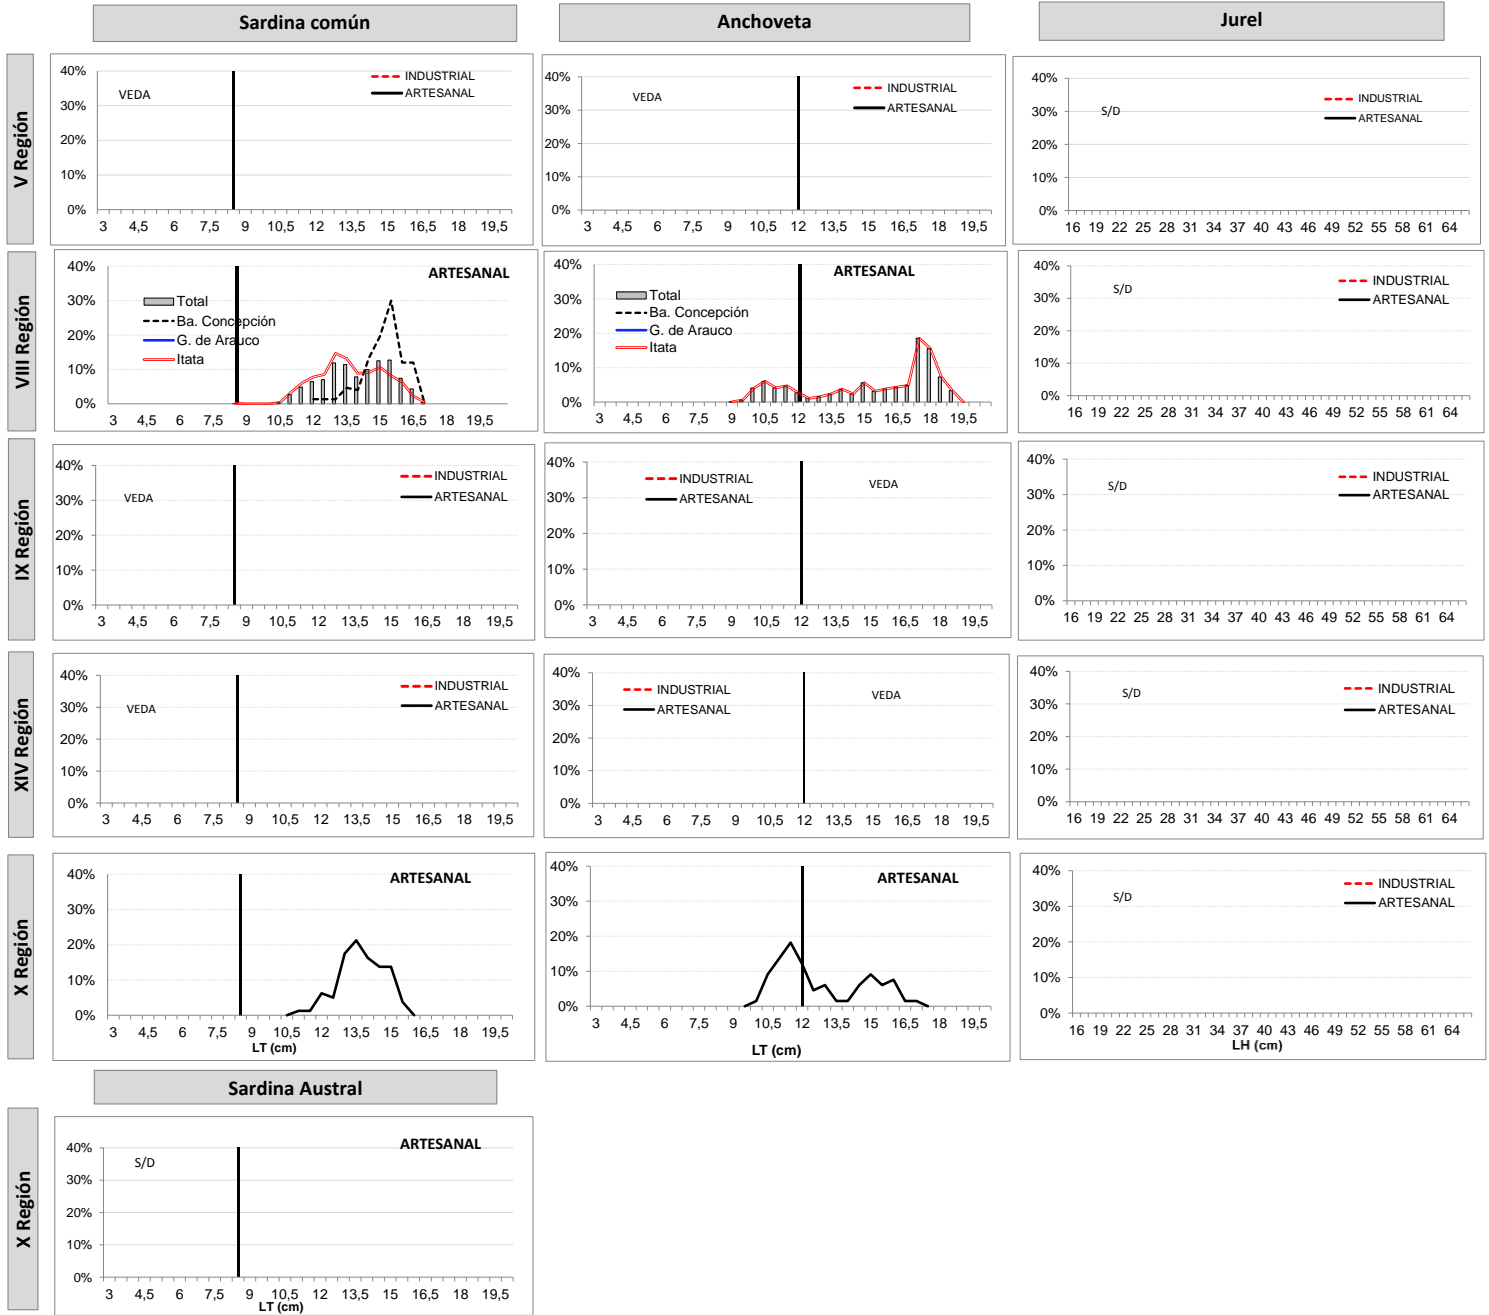 Sardina común
Anchoveta
Jurel
V Región
40%
30%
20%
10%
0%
VEDA
INDUSTRIAL
ARTESANAL
3 4,5 6 7,5 9 10,5 12 13,5 15 16,5 18 19,5
40%
30%
20%
10%
0%
VEDA
INDUSTRIAL
ARTESANAL
3 4,5 6 7,5 9 10,5 12 13,5 15 16,5 18 19,5
40%
30%
20%
10%
0%
S/D
INDUSTRIAL
ARTESANAL
16 19 22 25 28 31 34 37 40 43 46 49 52 55 58 61 64
VIII Región
40%
30%
20%
10%
0%
ARTESANAL
Total
Ba. Concepción
G. de Arauco
Itata
3 4,5 6 7,5 9 10,5 12 13,5 15 16,5 18 19,5
40%
30%
20%
10%
0%
ARTESANAL
Total
Ba. Concepción
G. de Arauco
Itata
3 4,5 6 7,5 9 10,5 12 13,5 15 16,5 18 19,5
40%
30%
20%
10%
0%
S/D
INDUSTRIAL
ARTESANAL
16 19 22 25 28 31 34 37 40 43 46 49 52 55 58 61 64
IX Región
40%
30%
20%
10%
0%
VEDA
INDUSTRIAL
ARTESANAL
3 4,5 6 7,5 9 10,5 12 13,5 15 16,5 18 19,5
40%
30%
20%
10%
0%
INDUSTRIAL
ARTESANAL
VEDA
3 4,5 6 7,5 9 10,5 12 13,5 15 16,5 18 19,5
40%
30%
20%
10%
0%
S/D
INDUSTRIAL
ARTESANAL
16 19 22 25 28 31 34 37 40 43 46 49 52 55 58 61 64
XIV Región
40%
30%
20%
10%
0%
VEDA
INDUSTRIAL
ARTESANAL
3 4,5 6 7,5 9 10,5 12 13,5 15 16,5 18 19,5
40%
30%
20%
10%
0%
INDUSTRIAL
ARTESANAL
VEDA
3 4,5 6 7,5 9 10,5 12 13,5 15 16,5 18 19,5
40%
30%
20%
10%
0%
S/D
INDUSTRIAL
ARTESANAL
16 19 22 25 28 31 34 37 40 43 46 49 52 55 58 61 64
X Región
40%
30%
20%
10%
0%
ARTESANAL
3 4,5 6 7,5 9 10,5 12 13,5 15 16,5 18 19,5
LT (cm)
40%
30%
20%
10%
0%
ARTESANAL
3 4,5 6 7,5 9 10,5 12 13,5 15 16,5 18 19,5
LT (cm)
40%
30%
20%
10%
0%
S/D
INDUSTRIAL
ARTESANAL
16 19 22 25 28 31 34 37 40 43 46 49 52 55 58 61 64
LH (cm)
Sardina Austral
X Región
40%
30%
20%
10%
0%
S/D
ARTESANAL
3 4,5 6 7,5 9 10,5 12 13,5 15 16,5 18 19,5
LT (cm)